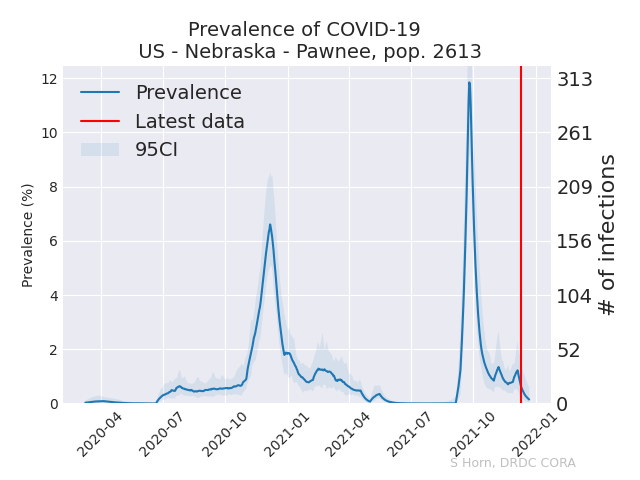 Prevalence of COVID-19
US - Nebraska - Pawnee, pop. 2613
Prevalence
Latest data
95CI
Prevalence (%)
12
10
8
6
4
2
0
313
261
209
156
104
52
0
# of infections
2020-04
2020-07
2020-10
2021-01
2021-04
2021-07
2021-10
2022-01
S Horn, DRDC CORA